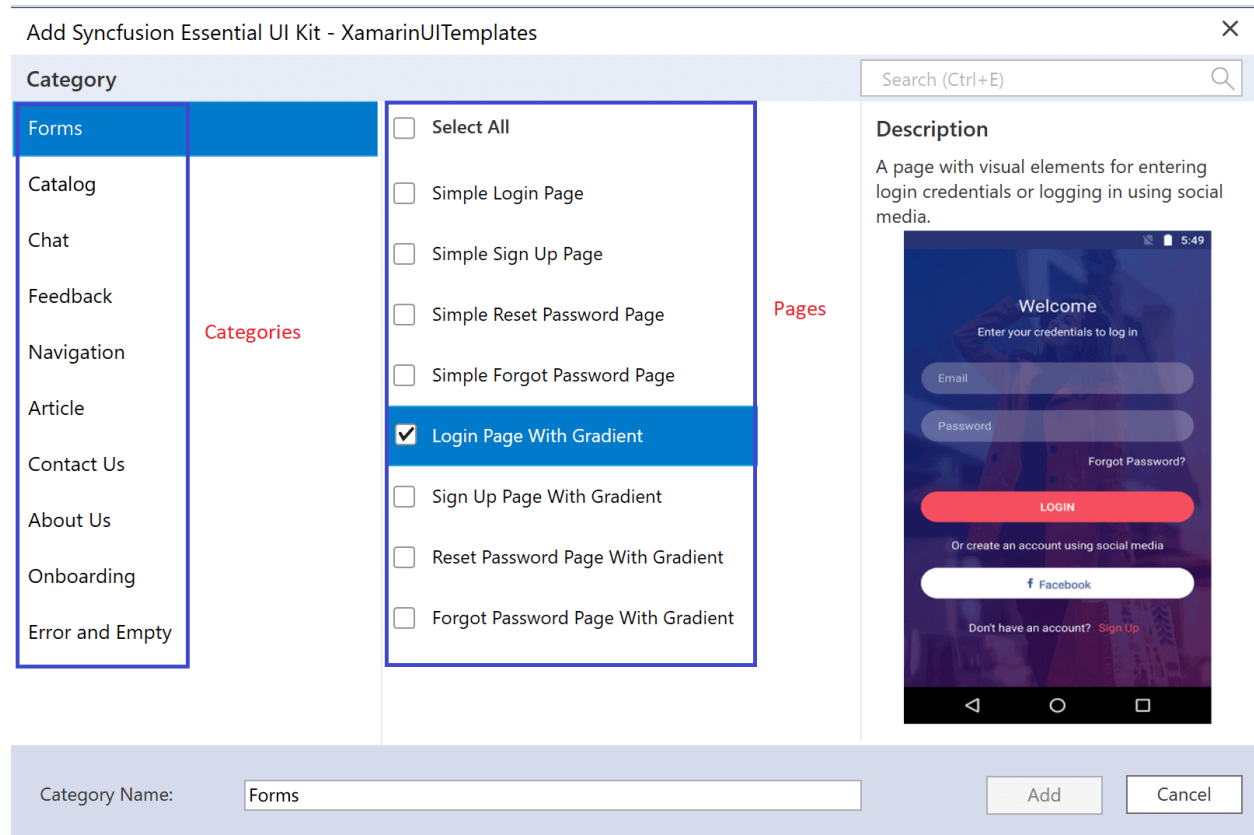 Add Syncfusion Essential UI Kit - XamarinUITemplates
Category
Search (Ctrl+E)
Forms
Catalog
Chat
Feedback
Navigation
Article
Contact Us
About Us
Onboarding
Error and Empty
Categories
Select All
Simple Login Page
Simple Sign Up Page
Simple Reset Password Page
Simple Forgot Password Page
Login Page With Gradient
Sign Up Page With Gradient
Reset Password Page With Gradient
Forgot Password Page With Gradient
Pages
Description
A page with visual elements for entering
login credentials or logging in using social
media.
5:49
Welcome
Enter your credentials to log in
Email
Password
Forgot Password?
LOGIN
Or create an account using social media
f Facebook
Don't have an account? Sign Up
Category Name:
Forms
Add
Cancel